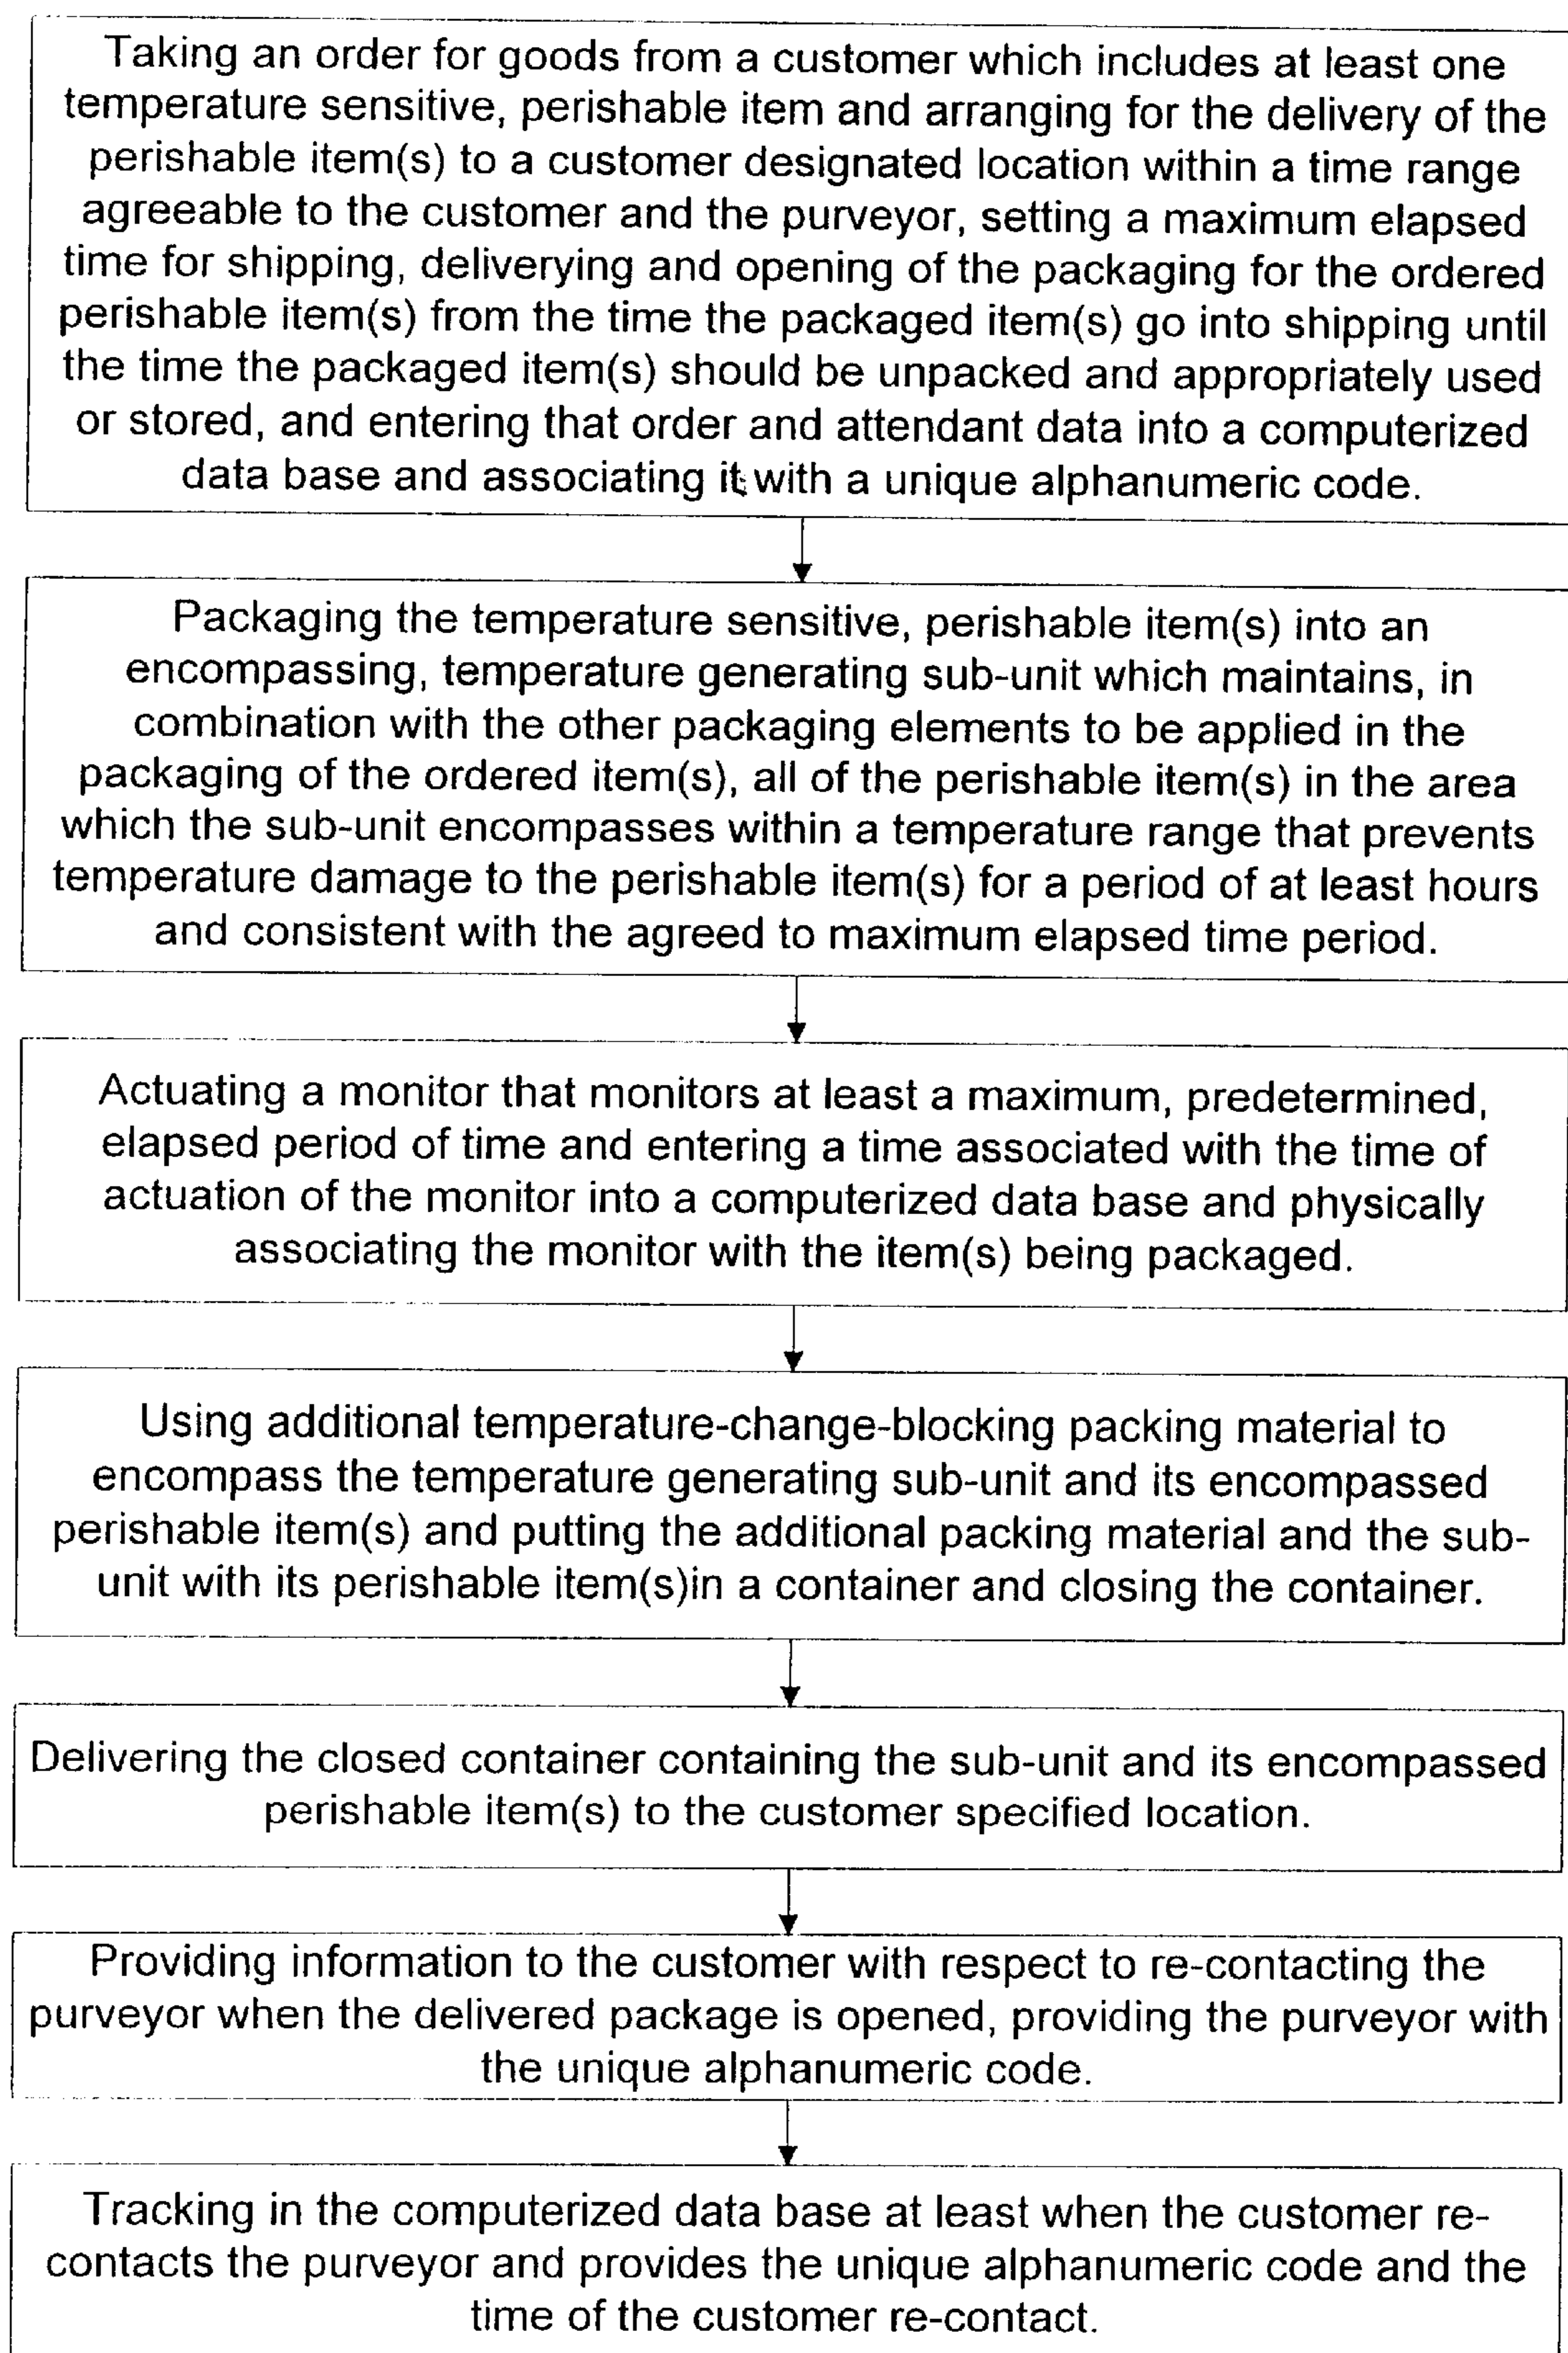 Taking an order for goods from a customer which includes at least one
temperature sensitive, perishable item and arranging for the delivery of the
perishable item(s) to a customer designated location within a time range
agreeable to the customer and the purveyor, setting a maximum elapsed
time for shipping, deliverying and opening of the packaging for the ordered
perishable item(s) from the time the packaged item(s) go into shipping until
the time the packaged item(s) should be unpacked and appropriately used
or stored, and entering that order and attendant data into a computerized
data base and associating it with a unique alphanumeric code.
Packaging the temperature sensitive, perishable item(s) into an
encompassing, temperature generating sub-unit which maintains, in
combination with the other packaging elements to be applied in the
packaging of the ordered item(s), all of the perishable item(s) in the area
which the sub-unit encompasses within a temperature range that prevents
temperature damage to the perishable item(s) for a period of at least hours
and consistent with the agreed to maximum elapsed time period.
Actuating a monitor that monitors at least a maximum, predetermined,
elapsed period of time and entering a time associated with the time of
actuation of the monitor into a computerized data base and physically
associating the monitor with the item(s) being packaged.
Using additional temperature-change-blocking packing material to
encompass the temperature generating sub-unit and its encompassed
perishable item(s) and putting the additional packing material and the sub-
unit with its perishable item(s)in a container and closing the container.
Delivering the closed container containing the sub-unit and its encompassed
perishable item(s) to the customer specified location.
Providing information to the customer with respect to re-contacting the
purveyor when the delivered package is opened, providing the purveyor with
the unique alphanumeric code.
Tracking in the computerized data base at least when the customer re-
contacts the purveyor and provides the unique alphanumeric code and the
time of the customer re-contact.